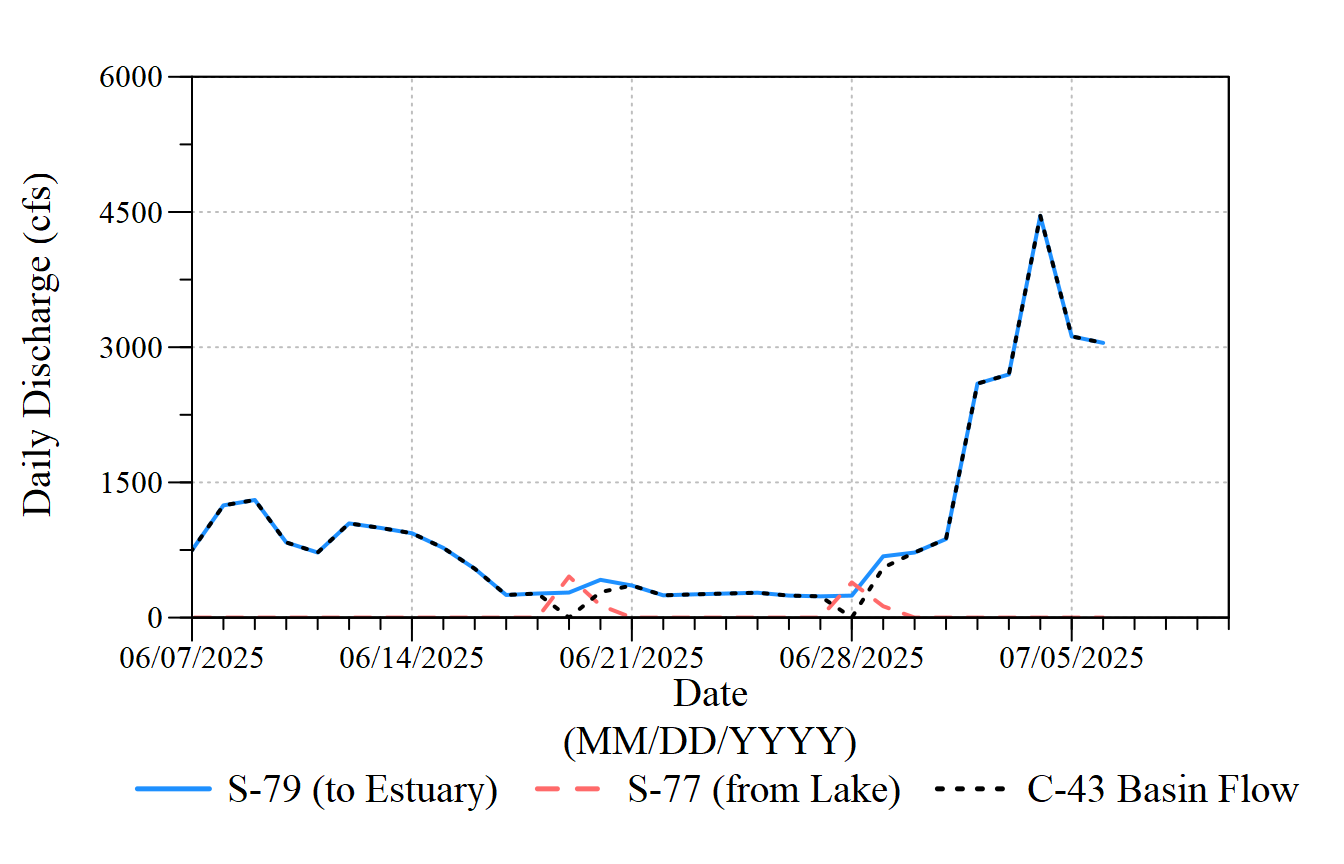 6000
4500
3000
1500
0
Daily Discharge (cfs)
06/07/2025 06/14/2025 06/21/2025 06/28/2025 07/05/2025
Date
(MM/DD/YYYY)
S-79 (to Estuary) S-77 (from Lake) C-43 Basin Flow